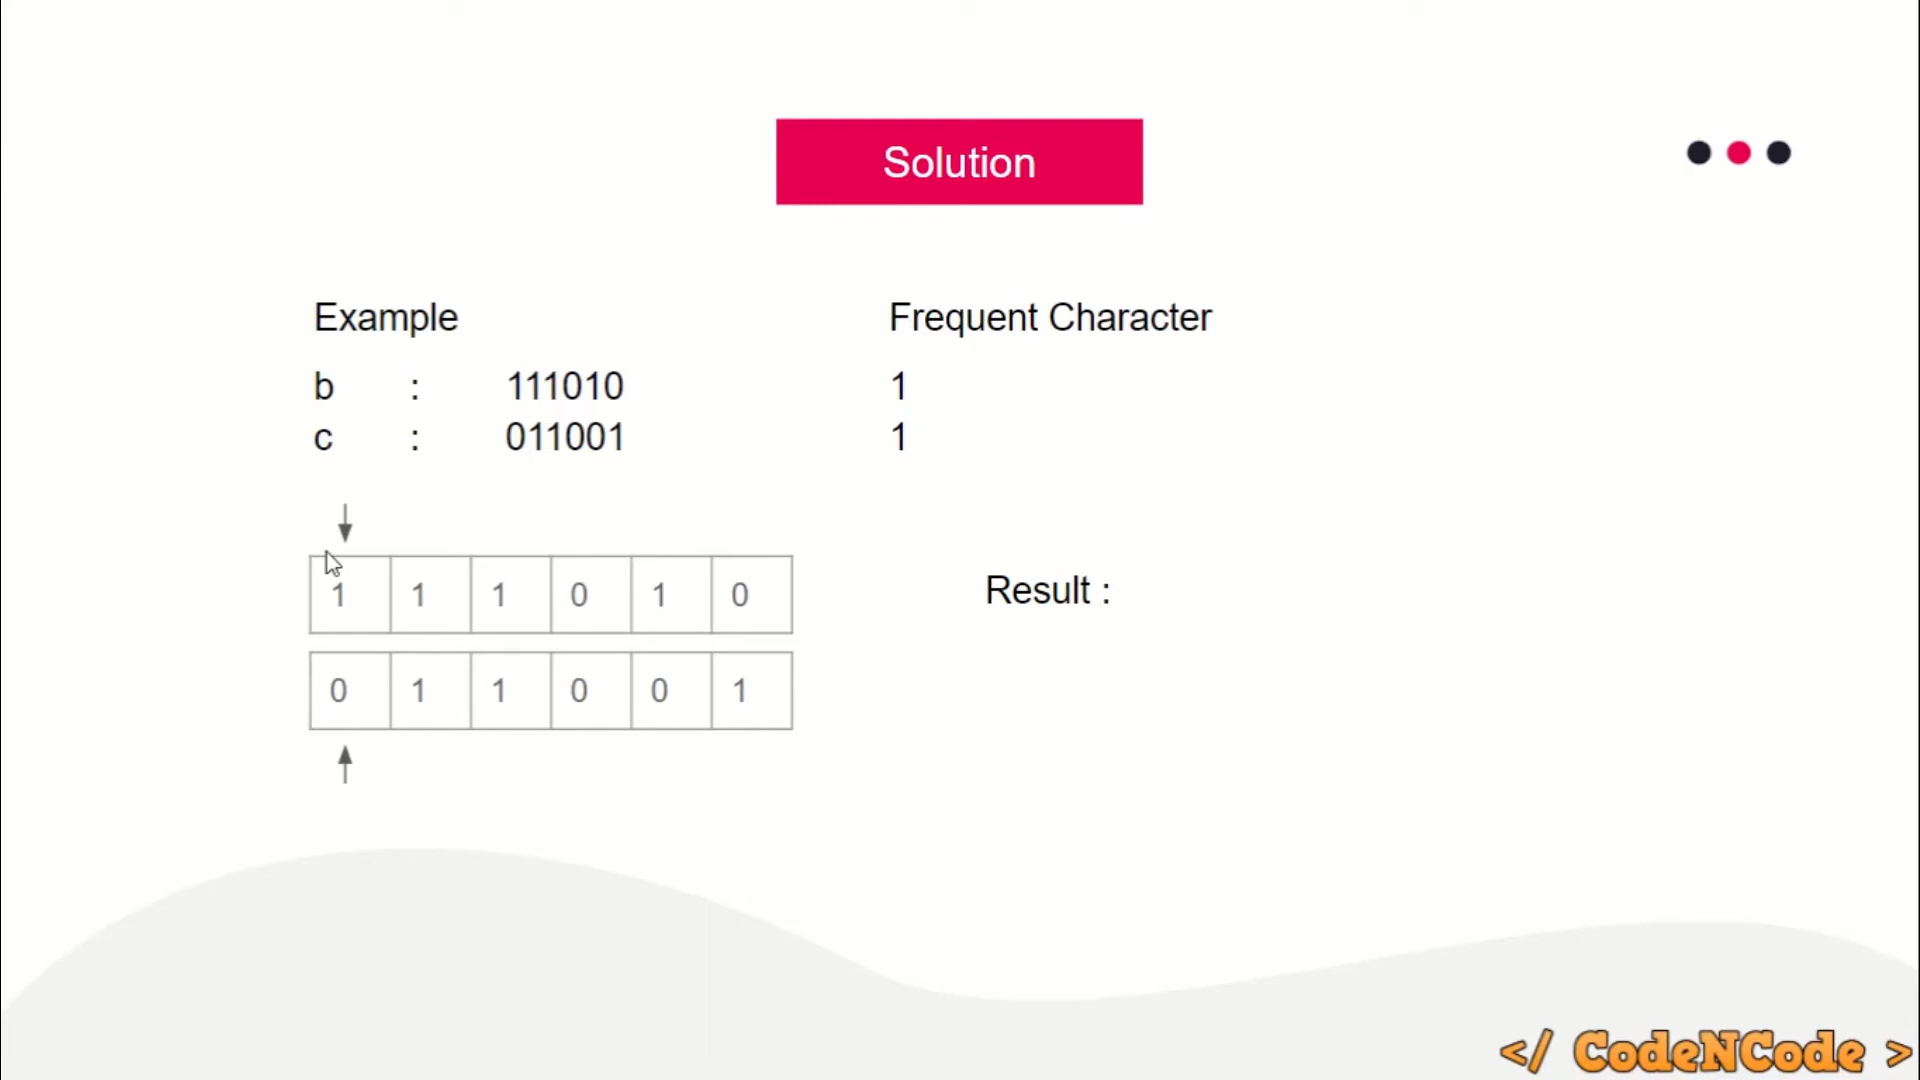 Solution
Example Frequent Character
b : 111010 1
c : 011001 1
1 1 1 0 1 0
Result :
0 1 1 0 0 1
</ CodeNCode >